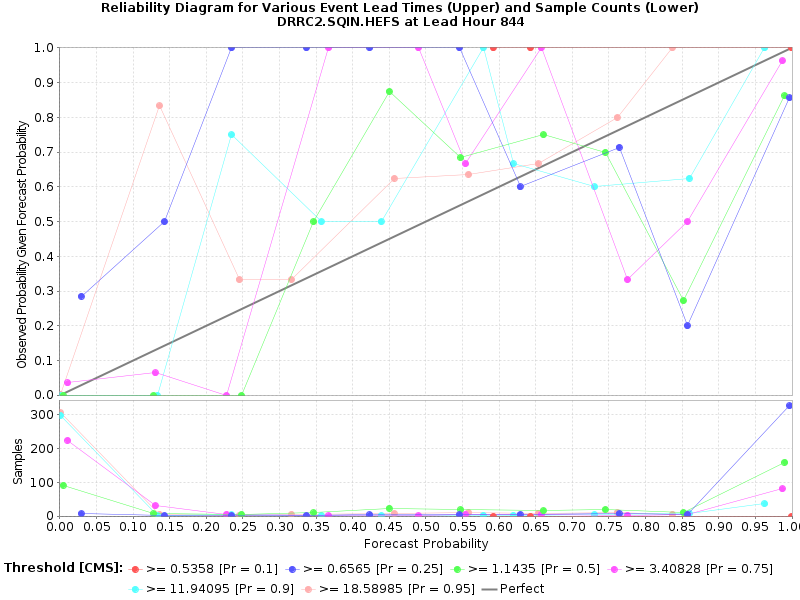 Reliability Diagram for Various Event Lead Times (Upper) and Sample Counts (Lower)
DRRC2.SQIN.HEFS at Lead Hour 844
Observed Probability Given Forecast Probability
1.0
0.9
0.8
0.7
0.6
0.5
0.4
0.3
0.2
0.1
0.0
Samples
300
200
100
0
0.00 0.05 0.10 0.15 0.20 0.25 0.30 0.35 0.40 0.45 0.50 0.55 0.60 0.65 0.70 0.75 0.80 0.85 0.90 0.95 1.0
Forecast Probability
Threshold [CMS]: >= 0.5358 [Pr = 0.1] >= 0.6565 [Pr = 0.25] >= 1.1435 [Pr = 0.5] >= 3.40828 [Pr = 0.75]
>= 11.94095 [Pr = 0.9] >= 18.58985 [Pr = 0.95] Perfect